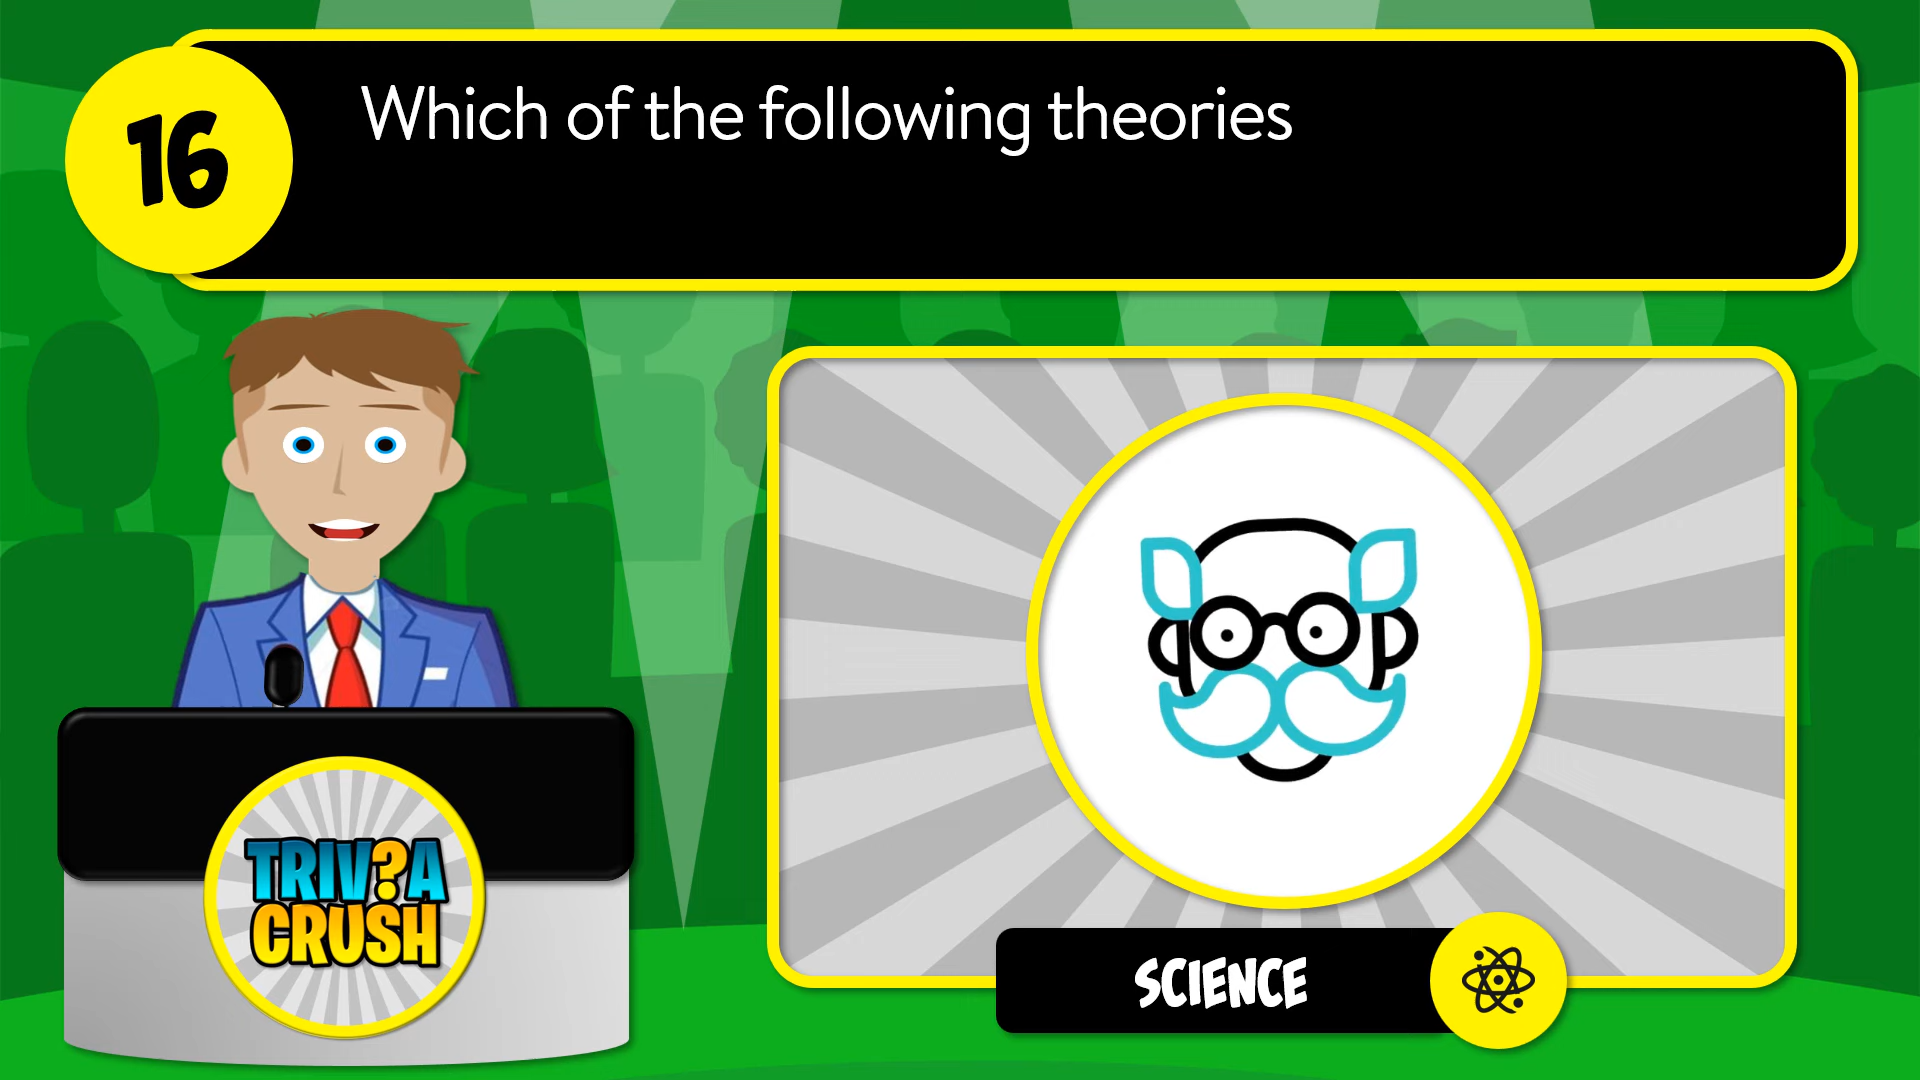 16
Which of the following theories
TRIV?A
CRUSH
SCIENCE